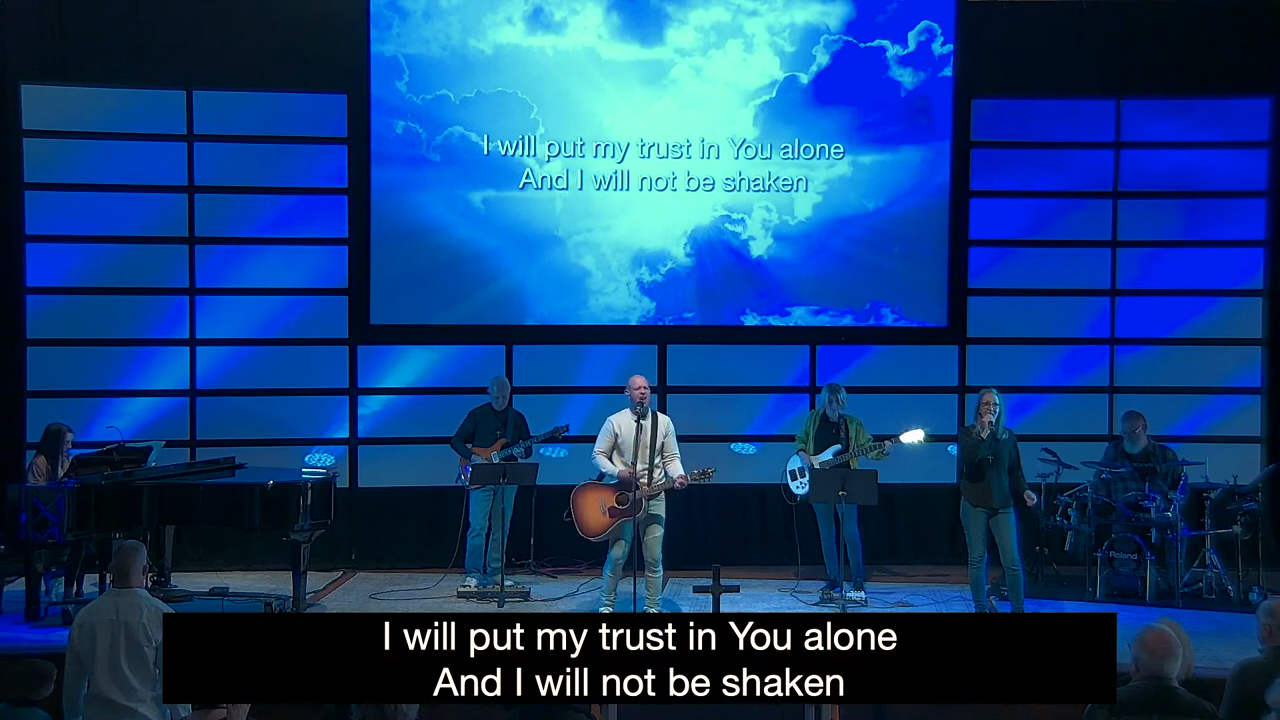 I will put my trust in You alone
And I will not be shaken
Roland
I will put my trust in You alone
And I will not be shaken